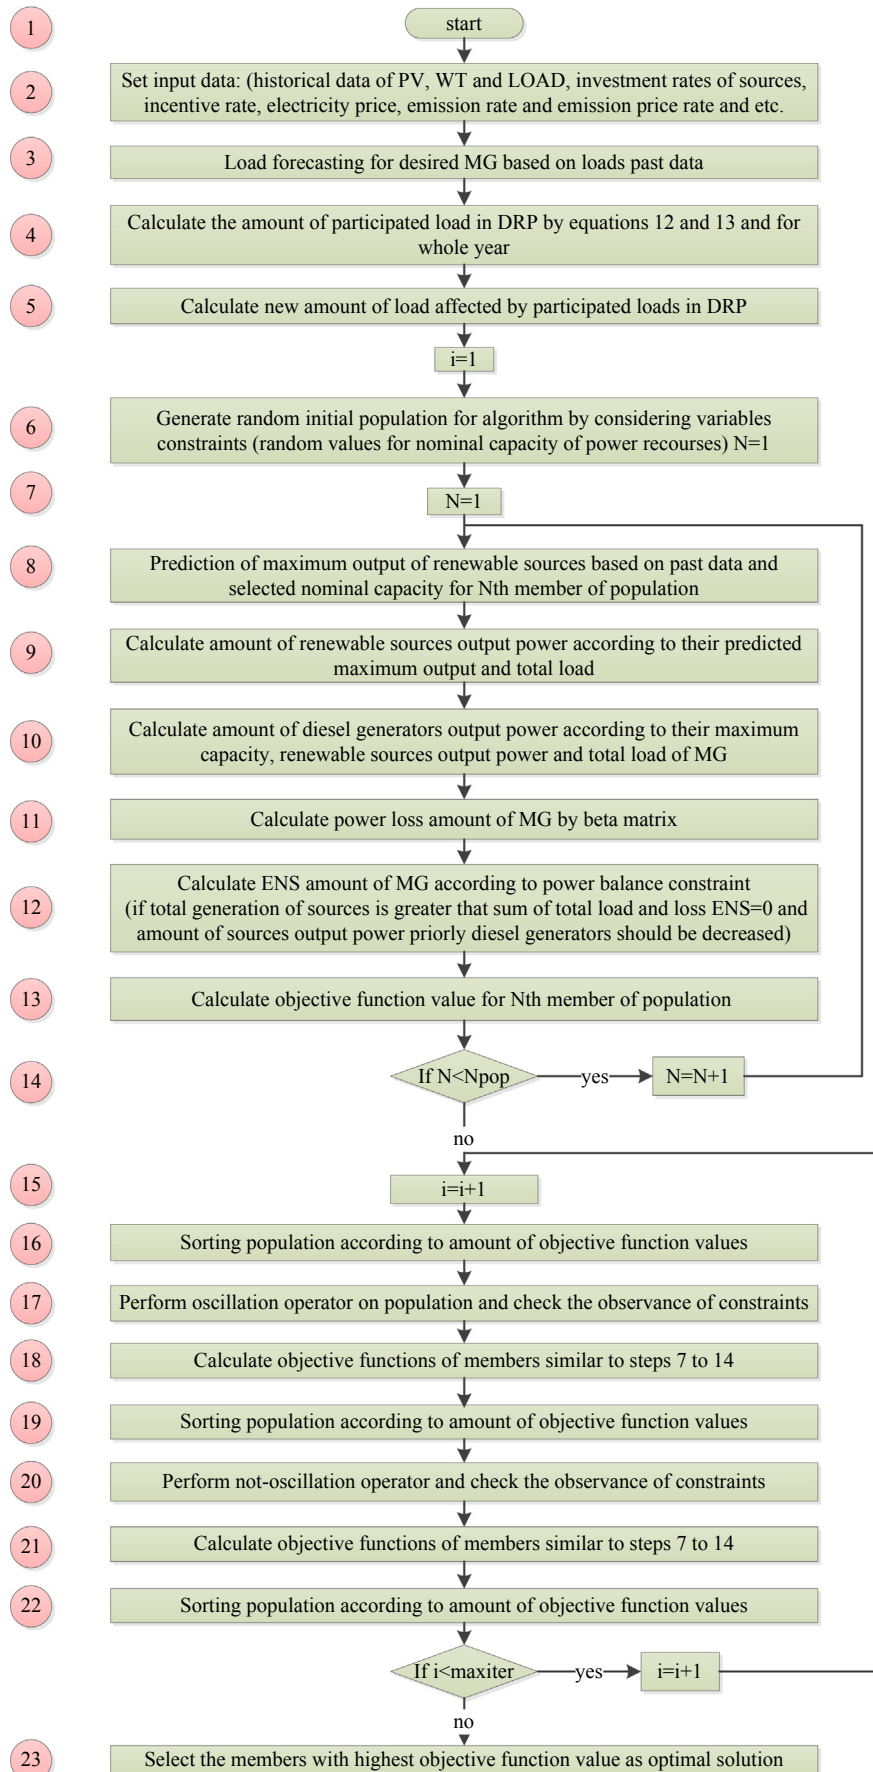 1
start
2
Set input data: (historical data of PV, WT and LOAD, investment rates of sources,
incentive rate, electricity price, emission rate and emission price rate and etc.
3
Load forecasting for desired MG based on loads past data
4
Calculate the amount of participated load in DRP by equations 12 and 13 and for
whole year
5
Calculate new amount of load affected by participated loads in DRP
i=1
6
Generate random initial population for algorithm by considering variables
constraints (random values for nominal capacity of power recourses) N=1
7
N=1
8
Prediction of maximum output of renewable sources based on past data and
selected nominal capacity for Nth member of population
9
Calculate amount of renewable sources output power according to their predicted
maximum output and total load
10
Calculate amount of diesel generators output power according to their maximum
capacity, renewable sources output power and total load of MG
11
Calculate power loss amount of MG by beta matrix
12
Calculate ENS amount of MG according to power balance constraint
(if total generation of sources is greater that sum of total load and loss ENS=0 and
amount of sources output power priorly diesel generators should be decreased)
13
Calculate objective function value for Nth member of population
14
If N<Npop
yes
N=N+1
no
15
i=i+1
16
Sorting population according to amount of objective function values
17
Perform oscillation operator on population and check the observance of constraints
18
Calculate objective functions of members similar to steps 7 to 14
19
Sorting population according to amount of objective function values
20
Perform not-oscillation operator and check the observance of constraints
21
Calculate objective functions of members similar to steps 7 to 14
22
Sorting population according to amount of objective function values
If i<maxiter
yes
i=i+1
no
23
Select the members with highest objective function value as optimal solution